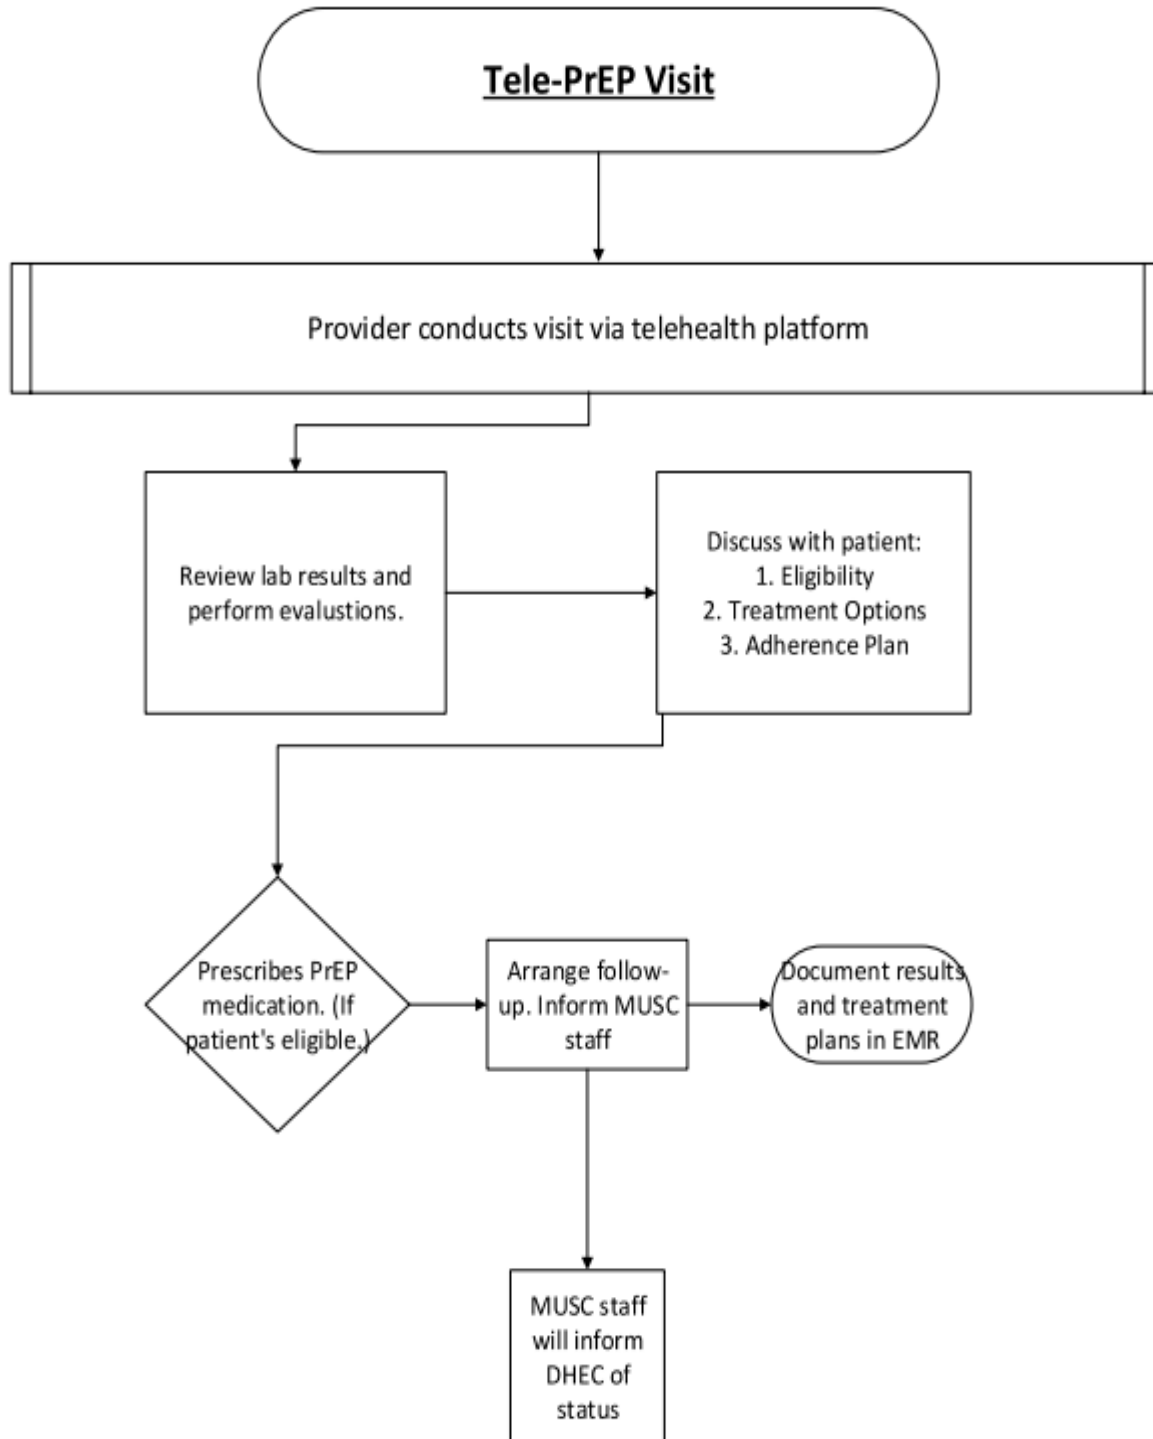 Tele-PrEP Visit
Provider conducts visit via telehealth platform
Review lab results and
perform evalustions.
Discuss with patient:
1. Eligibility
2. Treatment Options
3. Adherence Plan
Prescribes PrEP
medication. (If
patient's eligible.)
Arrange follow-
up. Inform MUSC
staff
Document results
and treatment
plans in EMR
MUSC staff
will inform
DHEC of
status